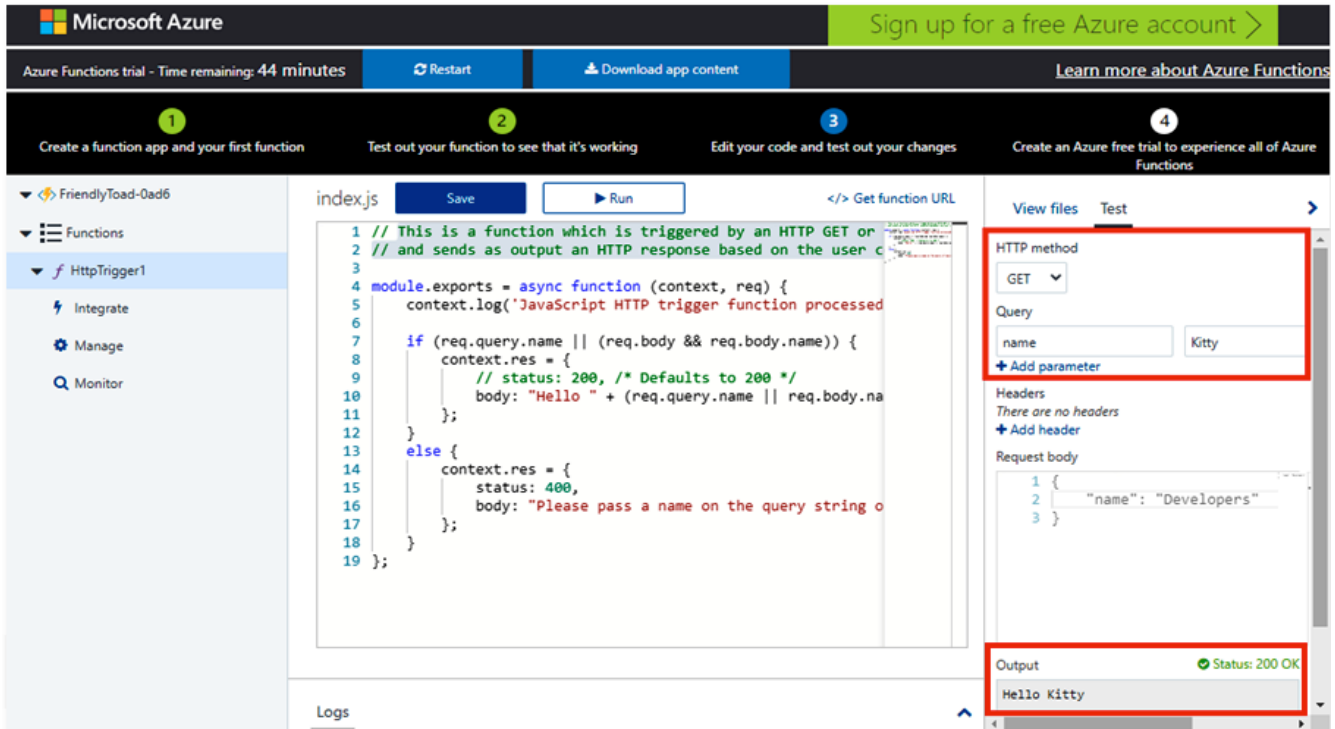 Microsoft Azure
Sign up for a free Azure account
Azure Functions trial - Time remaining: 44 minutes
Restart
Download app content
Learn more about Azure Functions
1
Create a function app and your first function
2
Test out your function to see that it's working
3
Edit your code and test out your changes
4
Create an Azure free trial to experience all of Azure
Functions
FriendlyToad-0ad6
Functions
f HttpTrigger1
Integrate
Manage
Monitor
index.js
Save
Run
</> Get function URL
1 // This is a function which is triggered by an HTTP GET or
2 // and sends as output an HTTP response based on the user c
3
4 module.exports = async function (context, req) {
5 context.log('JavaScript HTTP trigger function processed
6
7 if (req.query.name || (req.body && req.body.name)) {
8 context.res = {
9 // status: 200, /* Defaults to 200 */
10 body: "Hello " + (req.query.name || req.body.na
11 };
12 }
13 else {
14 context.res = {
15 status: 400,
16 body: "Please pass a name on the query string o
17 };
18 }
19 };
Logs
View files Test
HTTP method
GET
Query
name Kitty
+ Add parameter
Headers
There are no headers
+ Add header
Request body
1 {
2 "name": "Developers"
3 }
Output Status: 200 OK
Hello Kitty